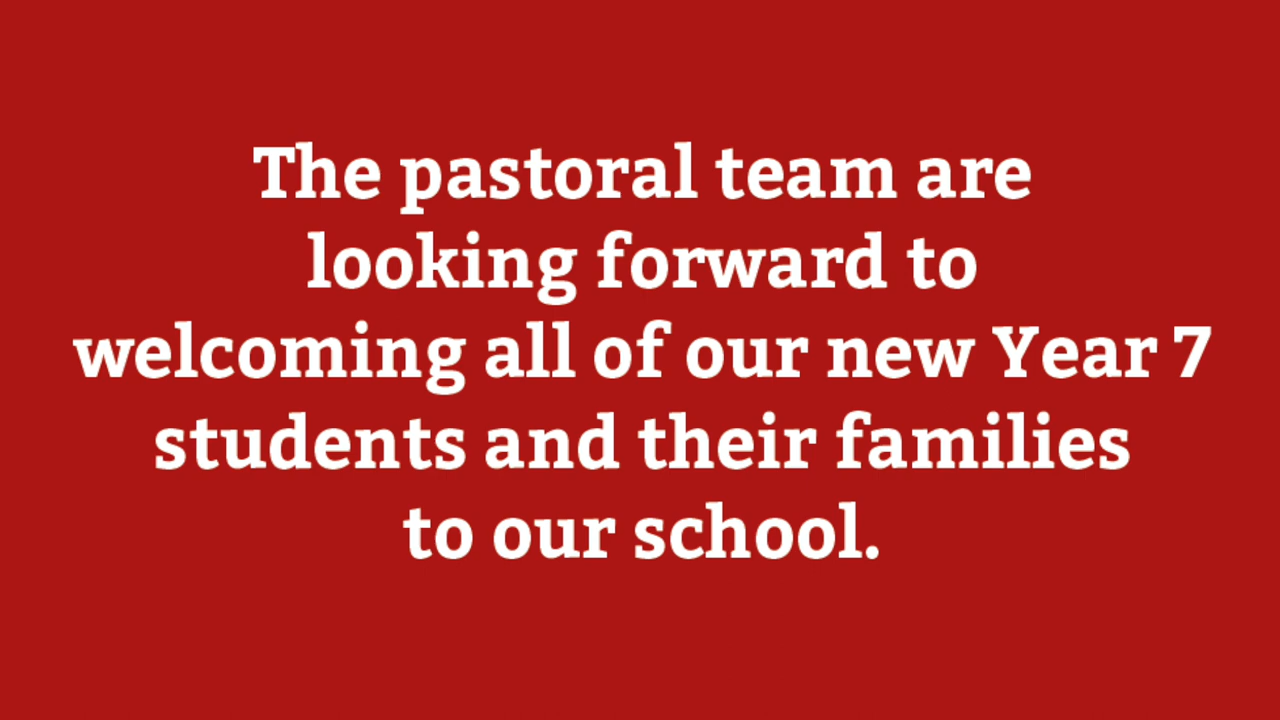 The pastoral team are
looking forward to
welcoming all of our new Year 7
students and their families
to our school.